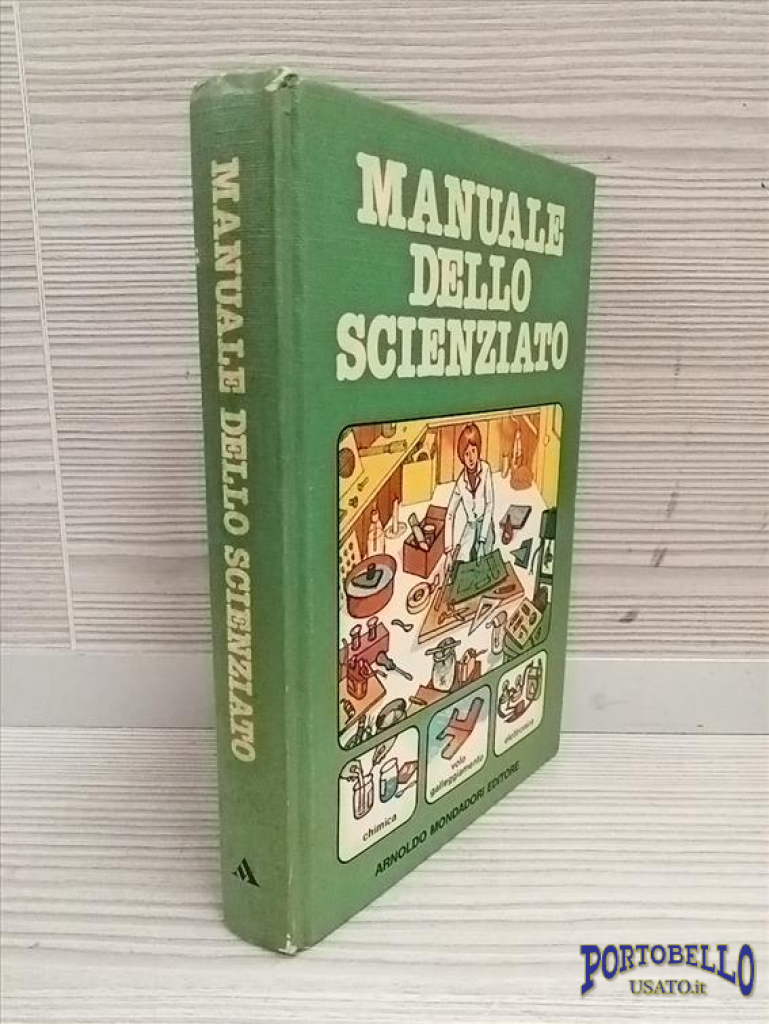 MANUALE DELLO SCIENZIATO
MANUALE
DELLO
SCIENZIATO
chimica
volo
galleggiamento
elettronica
ARNOLDO MONDADORI EDITORE
PORTOBELLO
USATO.it